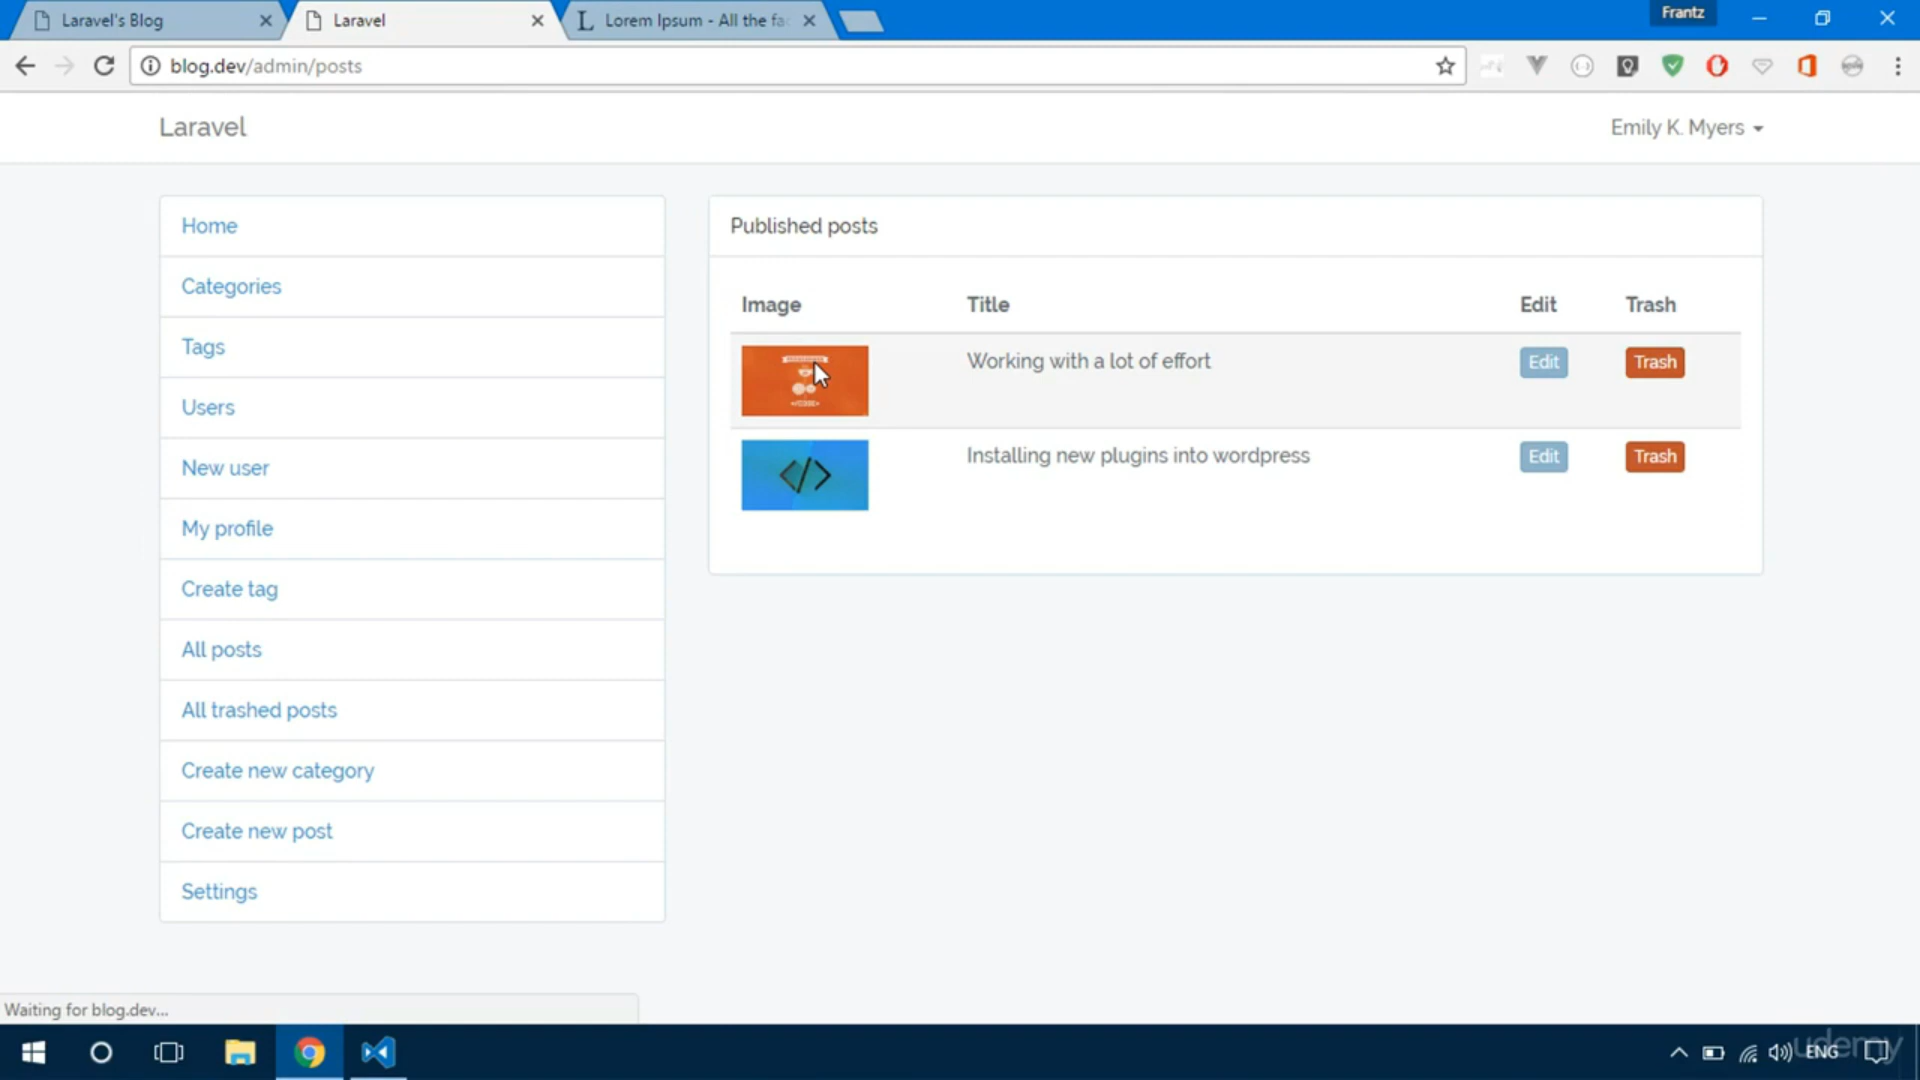 Laravel's Blog
Laravel
Lorem Ipsum - All the fac
Frantz
blog.dev/admin/posts
Laravel
Emily K. Myers
Home
Categories
Tags
Users
New user
My profile
Create tag
All posts
All trashed posts
Create new category
Create new post
Settings
Published posts
Image Title Edit Trash
Working with a lot of effort Edit Trash
Installing new plugins into wordpress Edit Trash
Waiting for blog.dev...
ENG
udemy